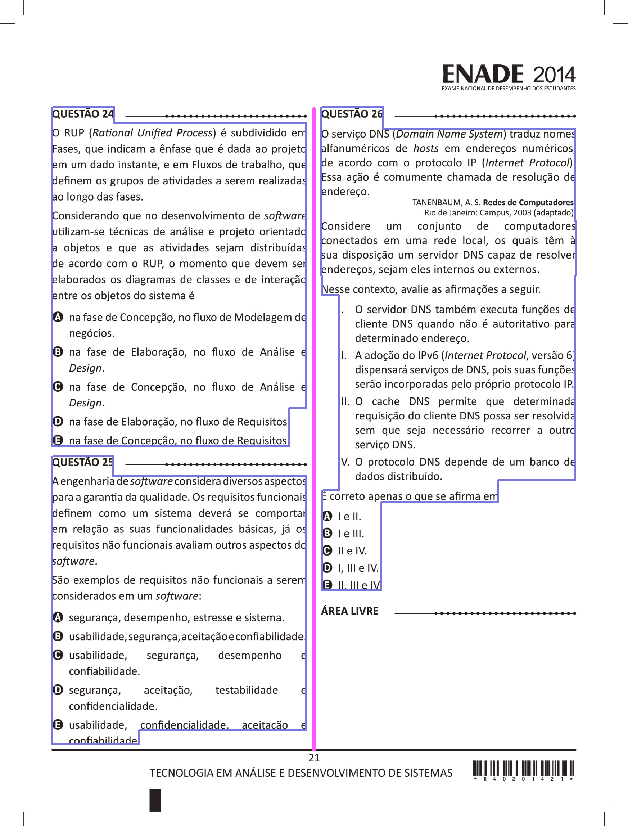 ENADE 2014
EXAME NACIONAL DE DESEMPENHO DOS ESTUDANTES
QUESTÃO 24
O RUP (Rational Unified Process) é subdividido em
Fases, que indicam a ênfase que é dada ao projeto
em um dado instante, e em Fluxos de trabalho, que
definem os grupos de atividades a serem realizadas
ao longo das fases.
Considerando que no desenvolvimento de software
utilizam-se técnicas de análise e projeto orientado
a objetos e que as atividades sejam distribuídas
de acordo com o RUP, o momento que devem ser
elaborados os diagramas de classes e de interação
entre os objetos do sistema é
A na fase de Concepção, no fluxo de Modelagem de
negócios.
B na fase de Elaboração, no fluxo de Análise e
Design.
C na fase de Concepção, no fluxo de Análise e
Design.
D na fase de Elaboração, no fluxo de Requisitos
E na fase de Concepção, no fluxo de Requisitos
QUESTÃO 25
A engenharia de software considera diversos aspectos
para a garantia da qualidade. Os requisitos funcionais
definem como um sistema deverá se comportar
em relação as suas funcionalidades básicas, já os
requisitos não funcionais avaliam outros aspectos do
software.
São exemplos de requisitos não funcionais a serem
considerados em um software:
A segurança, desempenho, estresse e sistema.
B usabilidade, segurança, aceitação e confiabilidade.
C usabilidade, segurança, desempenho e
confiabilidade.
D segurança, aceitação, testabilidade e
confidencialidade.
E usabilidade, confidencialidade, aceitação e
confiabilidade
QUESTÃO 26
O serviço DNS (Domain Name System) traduz nomes
alfanuméricos de hosts em endereços numéricos,
de acordo com o protocolo IP (Internet Protocol).
Essa ação é comumente chamada de resolução de
endereço.
TANENBAUM, A. S. Redes de Computadores.
Rio de Janeiro: Campus, 2003 (adaptado).
Considere um conjunto de computadores
conectados em uma rede local, os quais têm à
sua disposição um servidor DNS capaz de resolver
endereços, sejam eles internos ou externos.
Nesse contexto, avalie as afirmações a seguir.
I. O servidor DNS também executa funções de
cliente DNS quando não é autoritativo para
determinado endereço.
II. A adoção do IPv6 (Internet Protocol, versão 6)
dispensará serviços de DNS, pois suas funções
serão incorporadas pelo próprio protocolo IP.
III. O cache DNS permite que determinada
requisição do cliente DNS possa ser resolvida
sem que seja necessário recorrer a outro
serviço DNS.
IV. O protocolo DNS depende de um banco de
dados distribuído.
É correto apenas o que se afirma em
A I e II.
B I e III.
C II e IV.
D I, III e IV.
E II, III e IV
ÁREA LIVRE
21
TECNOLOGIA EM ANÁLISE E DESENVOLVIMENTO DE SISTEMAS
*R40201421*